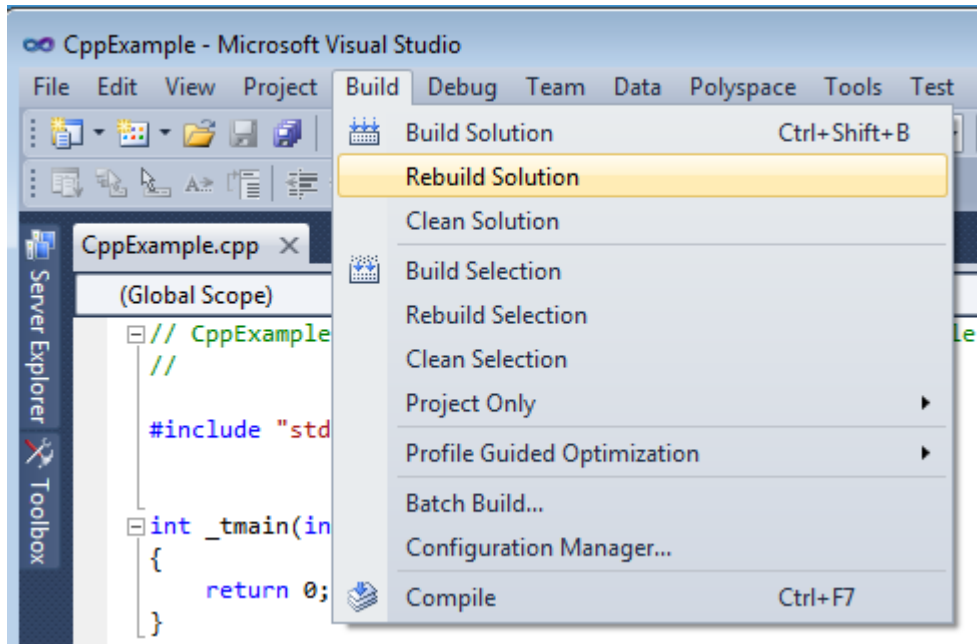 CppExample - Microsoft Visual Studio
File Edit View Project Build Debug Team Data Polyspace Tools Test
Build Solution Ctrl+Shift+B
Rebuild Solution
Clean Solution
Build Selection
Rebuild Selection
Clean Selection
Project Only
Profile Guided Optimization
Batch Build...
Configuration Manager...
Compile Ctrl+F7
Server Explorer
Toolbox
CppExample.cpp
(Global Scope)
// CppExample
//
#include "std
int _tmain(in
{
return 0;
}